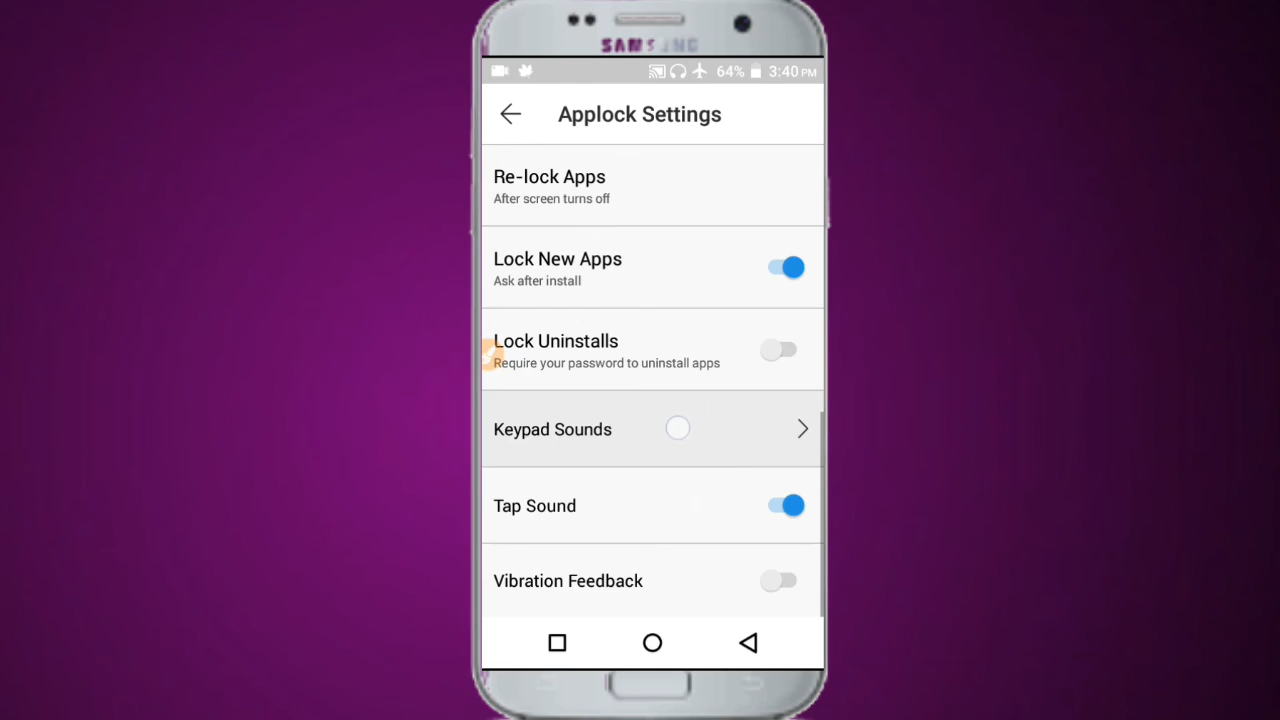 SAMSUNG
64% 3:40 PM
Applock Settings
Re-lock Apps
After screen turns off
Lock New Apps
Ask after install
Lock Uninstalls
Require your password to uninstall apps
Keypad Sounds
Tap Sound
Vibration Feedback